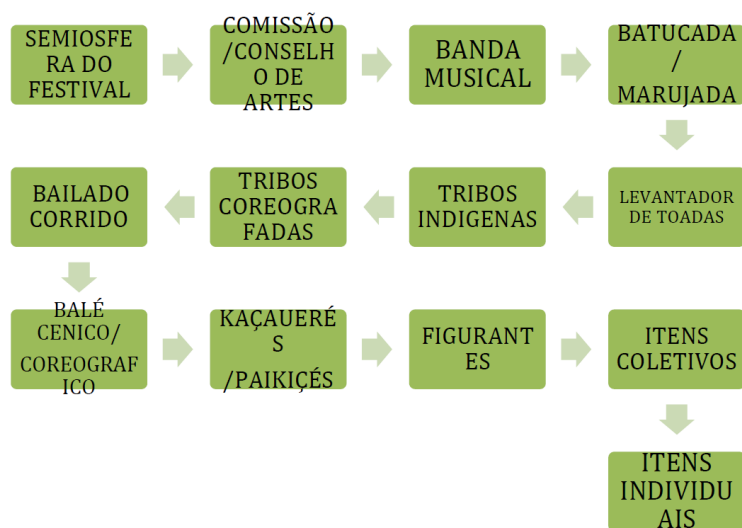 SEMIOSFE
RA DO
FESTIVAL
COMISSÃO
/CONSELH
O DE
ARTES
BANDA
MUSICAL
BATUCADA
/
MARUJADA
BAILADO
CORRIDO
TRIBOS
COREOGRA
FADAS
TRIBOS
INDIGENAS
LEVANTADOR
DE TOADAS
BALÉ
CENICO/
COREOGRAF
ICO
KAÇAUERÉ
S
/PAIKIÇÉS
FIGURANT
ES
ITENS
COLETIVOS
ITENS
INDIVIDU
AIS